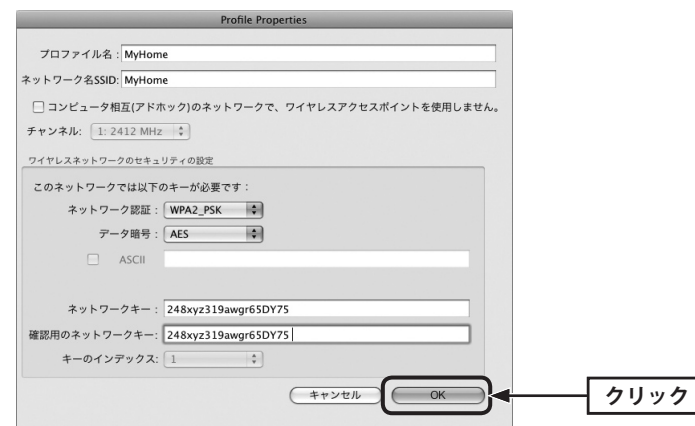 Profile Properties
プロファイル名 : MyHome
ネットワーク名SSID: MyHome
コンピュータ相互(アドホック)のネットワークで、ワイヤレスアクセスポイントを使用しません。
チャンネル: 1: 2412 MHz
ワイヤレスネットワークのセキュリティの設定
このネットワークでは以下のキーが必要です :
ネットワーク認証 : WPA2_PSK
データ暗号 : AES
ASCII
ネットワークキー : 248xyz319awgr65DY75
確認用のネットワークキー: 248xyz319awgr65DY75
キーのインデックス: 1
キャンセル OK
クリック